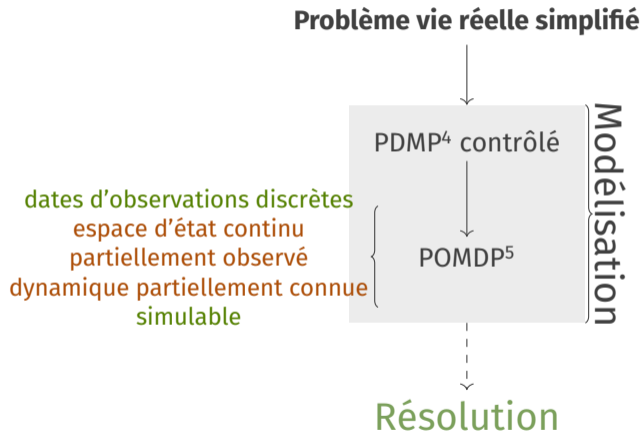 Problème vie réelle simplifié
PDMP⁴ contrôlé
Modélisation
dates d'observations discrètes
espace d'état continu
partiellement observé
dynamique partiellement connue
simulable
POMDP⁵
Résolution